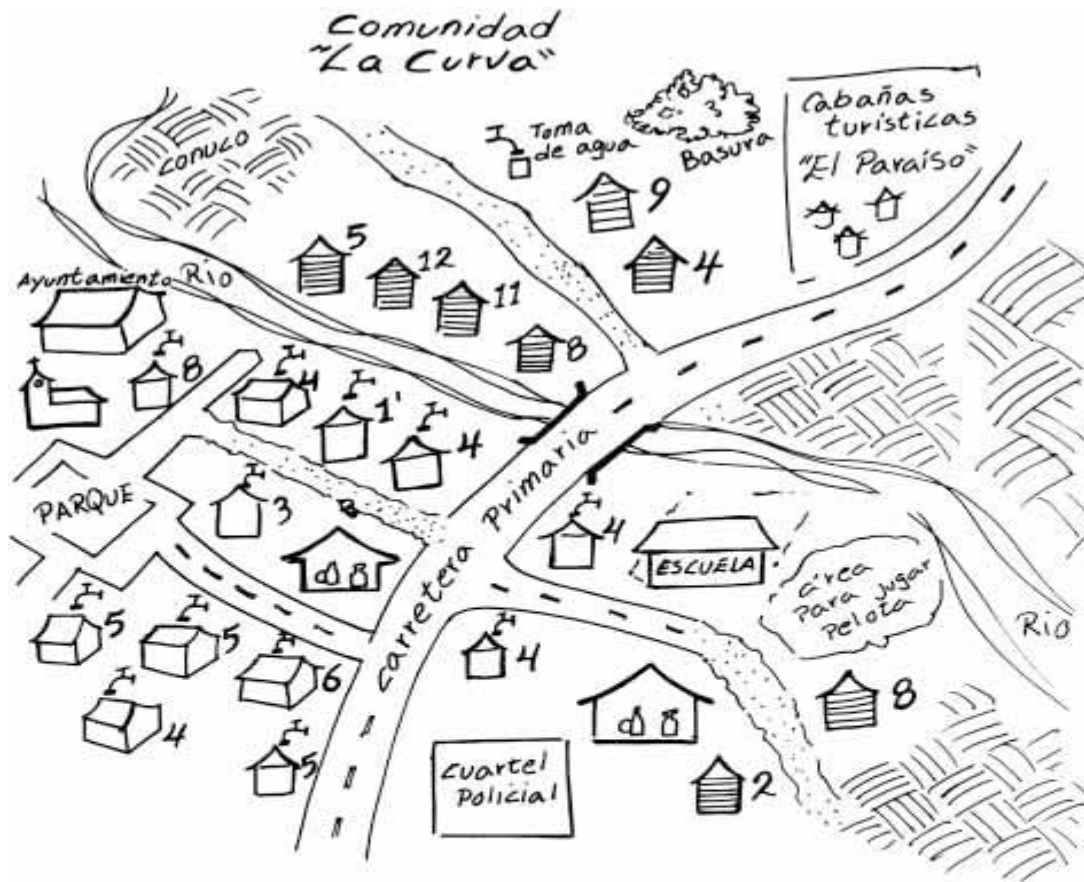 Comunidad
"La Curva"
Toma
de agua
Basura
Cabañas
turísticas
"El Paraíso"
CONUCO
9
4
5
12
11
8
Ayuntamiento
RIO
8
4
1
4
PARQUE
3
Carretera Primaria
4
ESCUELA
área
Para Jugar
Pelota
RIO
5
5
6
4
5
4
8
2
Cuartel
Policial